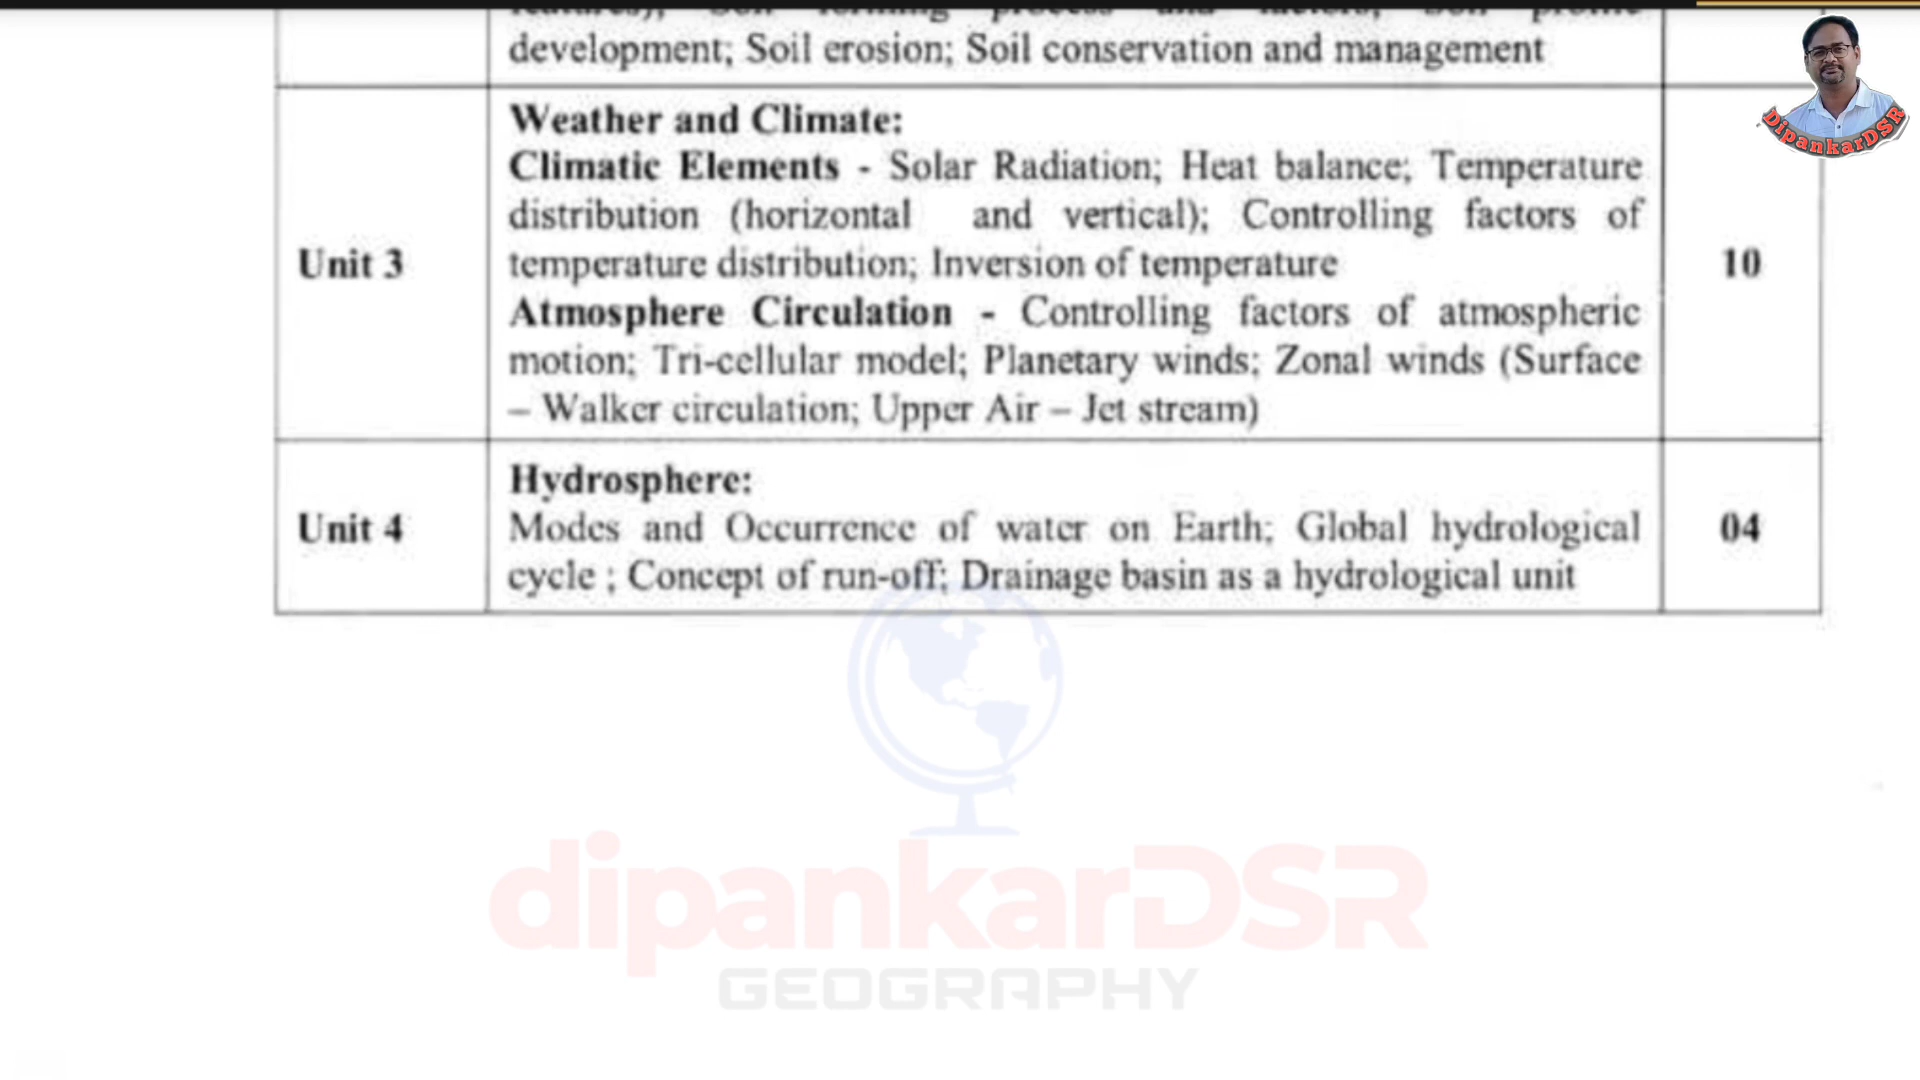 development; Soil erosion; Soil conservation and management
Weather and Climate:
Climatic Elements - Solar Radiation; Heat balance; Temperature
distribution (horizontal and vertical); Controlling factors of
Unit 3
temperature distribution; Inversion of temperature
10
Atmosphere Circulation - Controlling factors of atmospheric
motion; Tri-cellular model; Planetary winds; Zonal winds (Surface
– Walker circulation; Upper Air – Jet stream)
Hydrosphere:
Unit 4
Modes and Occurrence of water on Earth; Global hydrological
04
cycle ; Concept of run-off; Drainage basin as a hydrological unit
DipankarDSR
dipankarDSR
GEOGRAPHY